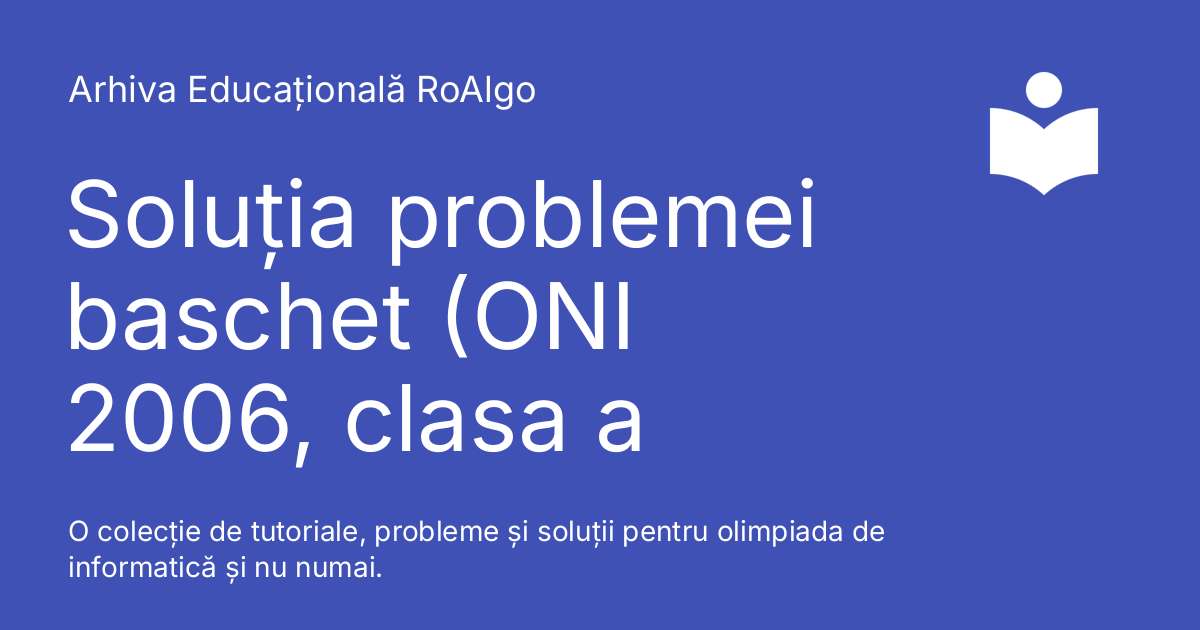 Arhiva Educațională RoAlgo
Soluția problemei
baschet (ONI
2006, clasa a
O colecție de tutoriale, probleme și soluții pentru olimpiada de
informatică și nu numai.